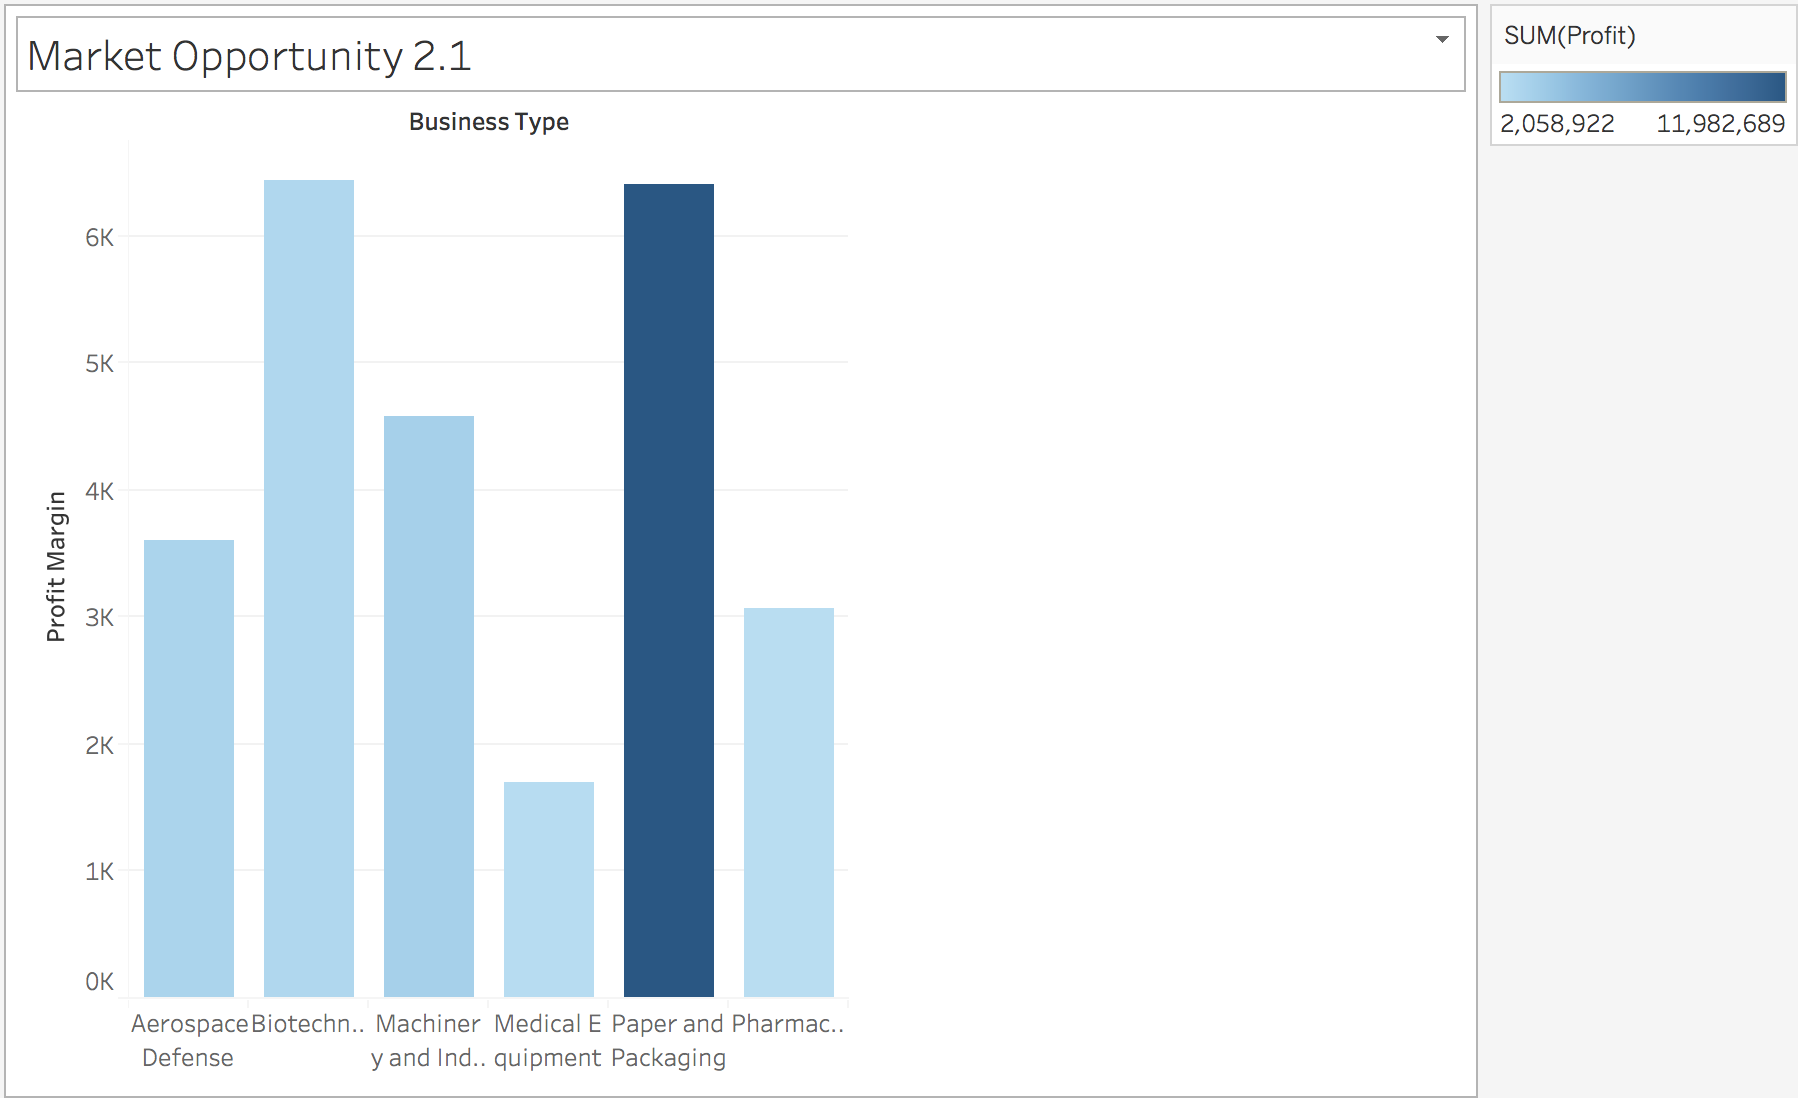 Market Opportunity 2.1
SUM(Profit)
2,058,922 11,982,689
Business Type
Profit Margin
6K
5K
4K
3K
2K
1K
0K
Aerospace
Defense
Biotechn..
Machiner
y and Ind..
Medical E
quipment
Paper and
Packaging
Pharmac..